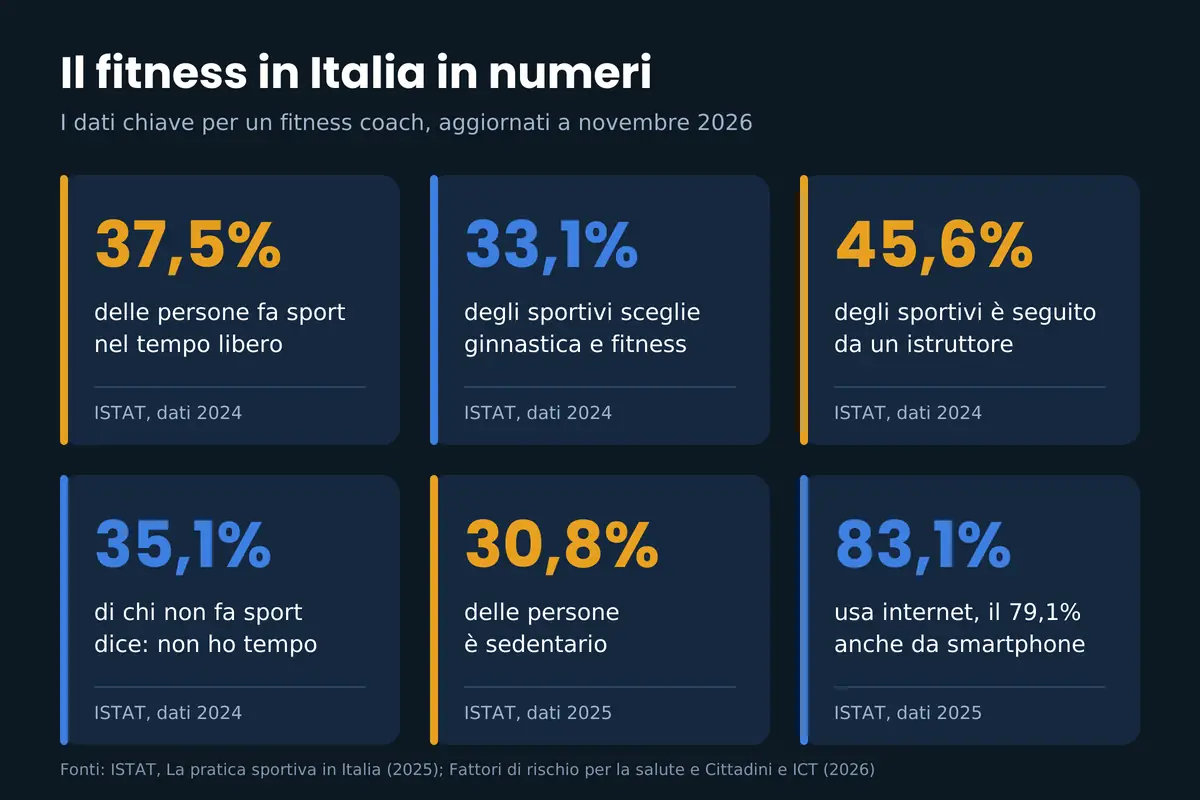 Il fitness in Italia in numeri
I dati chiave per un fitness coach, aggiornati a novembre 2026
37,5%
delle persone fa sport
nel tempo libero
ISTAT, dati 2024
33,1%
degli sportivi sceglie
ginnastica e fitness
ISTAT, dati 2024
45,6%
degli sportivi è seguito
da un istruttore
ISTAT, dati 2024
35,1%
di chi non fa sport
dice: non ho tempo
ISTAT, dati 2024
30,8%
delle persone
è sedentario
ISTAT, dati 2025
83,1%
usa internet, il 79,1%
anche da smartphone
ISTAT, dati 2025
Fonti: ISTAT, La pratica sportiva in Italia (2025); Fattori di rischio per la salute e Cittadini e ICT (2026)